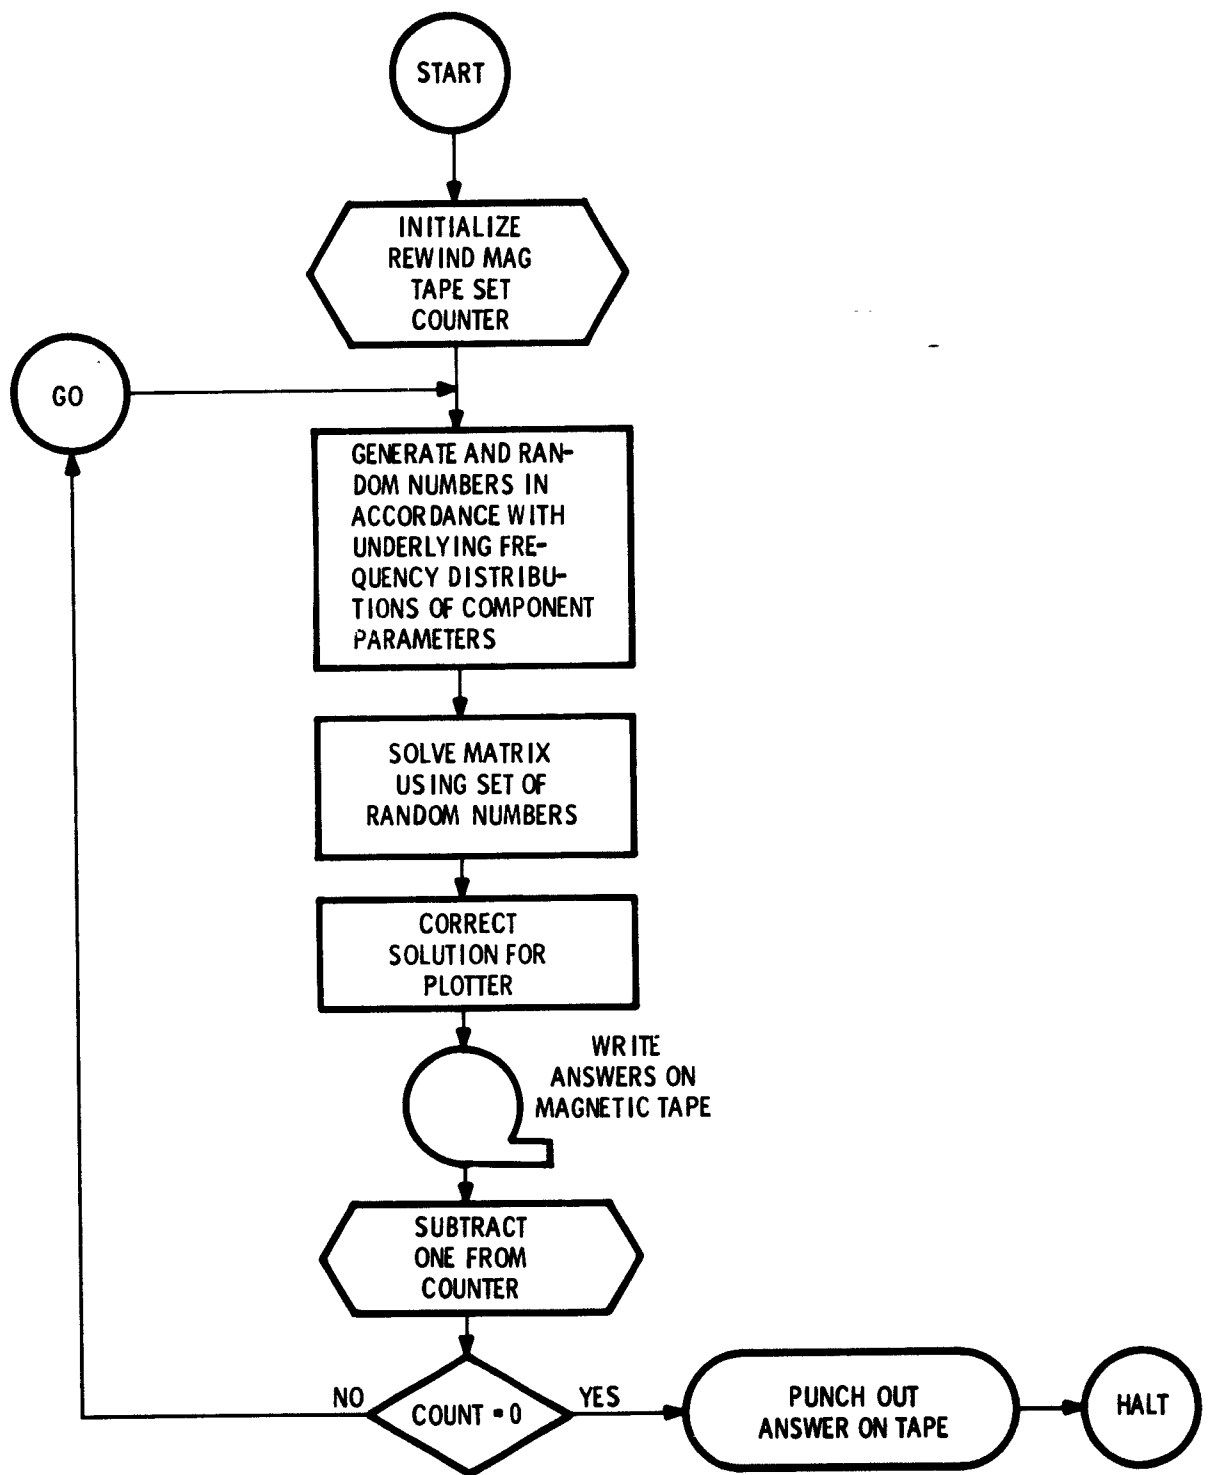 START
INITIALIZE
REWIND MAG
TAPE SET
COUNTER
GO
GENERATE AND RAN-
DOM NUMBERS IN
ACCORDANCE WITH
UNDERLYING FRE-
QUENCY DISTRIBU-
TIONS OF COMPONENT
PARAMETERS
SOLVE MATRIX
USING SET OF
RANDOM NUMBERS
CORRECT
SOLUTION FOR
PLOTTER
WRITE
ANSWERS ON
MAGNETIC TAPE
SUBTRACT
ONE FROM
COUNTER
NO
COUNT = 0
YES
PUNCH OUT
ANSWER ON TAPE
HALT